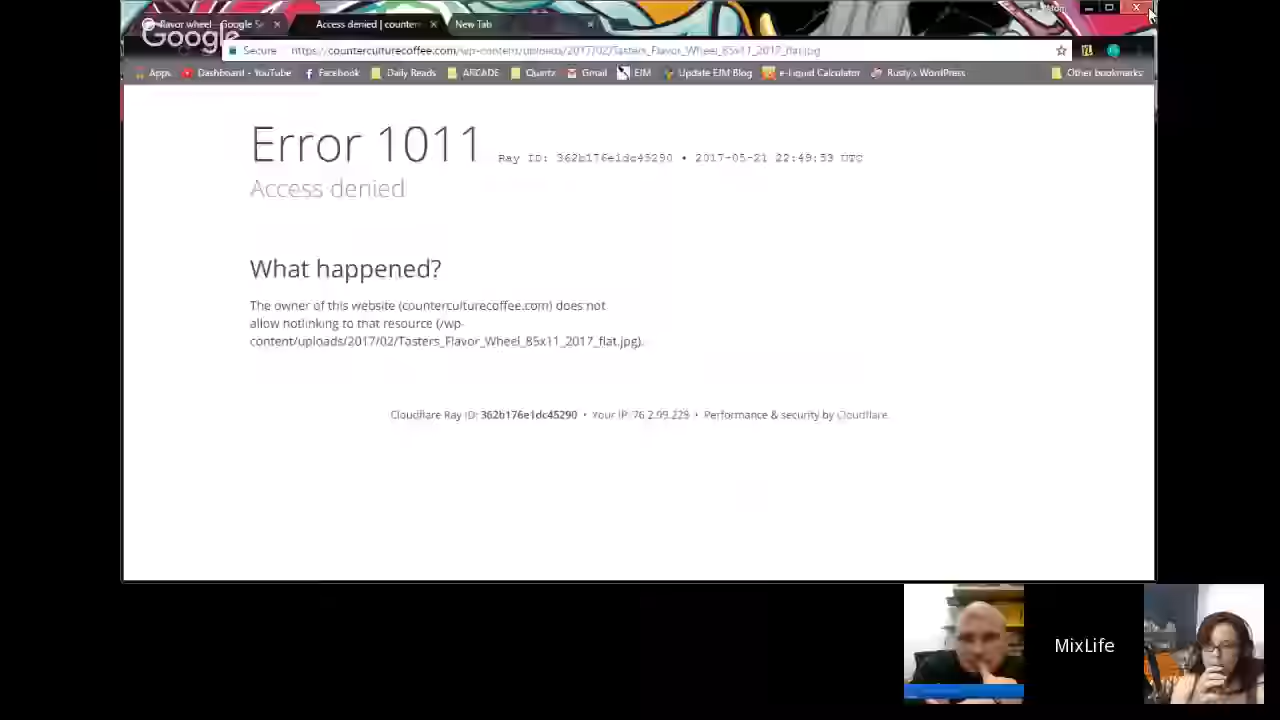 flavor wheel - Google Se
Access denied | counter
New Tab
Google
Secure https://counterculturecoffee.com/wp-content/uploads/2017/02/Tasters_Flavor_Wheel_85x11_2017_flat.jpg
Apps Dashboard - YouTube Facebook Daily Reads ARCADE Quartz Gmail EJM Update EJM Blog e-Liquid Calculator Rusty's WordPress Other bookmarks
Error 1011 Ray ID: 362b176e1dc45290 • 2017-05-21 22:49:53 UTC
Access denied
What happened?
The owner of this website (counterculturecoffee.com) does not
allow hotlinking to that resource (/wp-
content/uploads/2017/02/Tasters_Flavor_Wheel_85x11_2017_flat.jpg).
Cloudflare Ray ID: 362b176e1dc45290 • Your IP: 76.2.99.229 • Performance & security by Cloudflare
MixLife